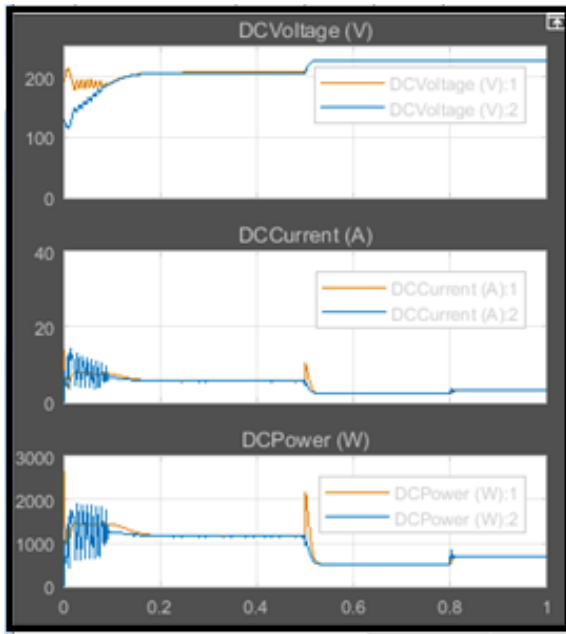 DCVoltage (V)
200
100
0
DCVoltage (V):1
DCVoltage (V):2
DCCurrent (A)
40
20
0
DCCurrent (A):1
DCCurrent (A):2
DCPower (W)
3000
2000
1000
0
DCPower (W):1
DCPower (W):2
0 0.2 0.4 0.6 0.8 1